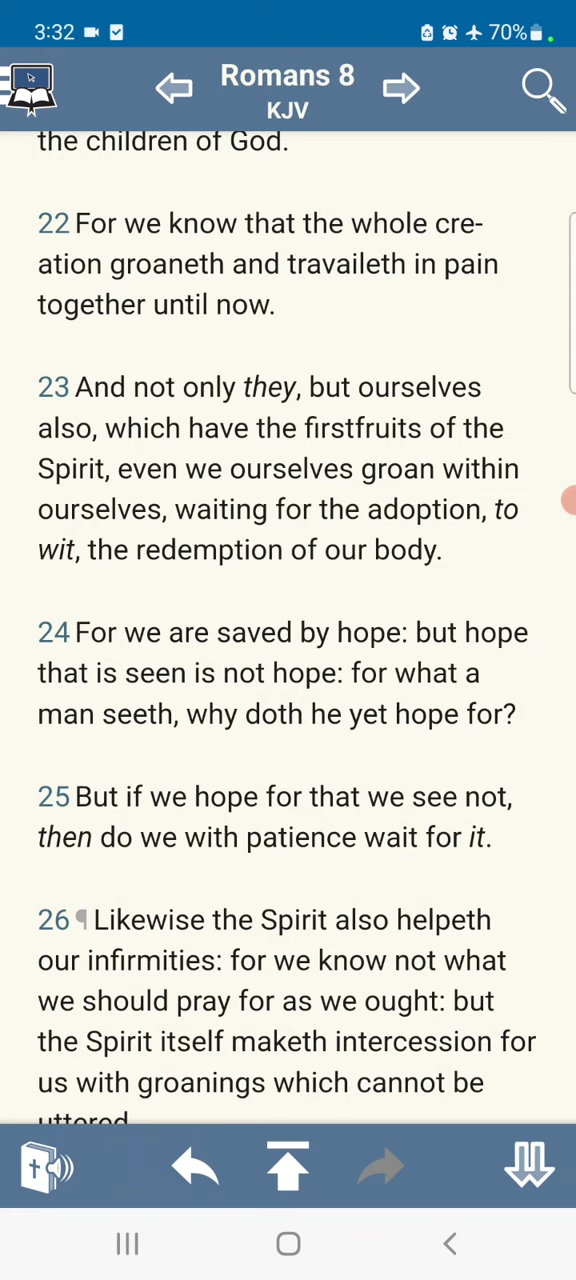 3:32
70%
Romans 8
KJV
the children of God.
22 For we know that the whole cre-
ation groaneth and travaileth in pain
together until now.
23 And not only they, but ourselves
also, which have the firstfruits of the
Spirit, even we ourselves groan within
ourselves, waiting for the adoption, to
wit, the redemption of our body.
24 For we are saved by hope: but hope
that is seen is not hope: for what a
man seeth, why doth he yet hope for?
25 But if we hope for that we see not,
then do we with patience wait for it.
26 ¶ Likewise the Spirit also helpeth
our infirmities: for we know not what
we should pray for as we ought: but
the Spirit itself maketh intercession for
us with groanings which cannot be
uttered